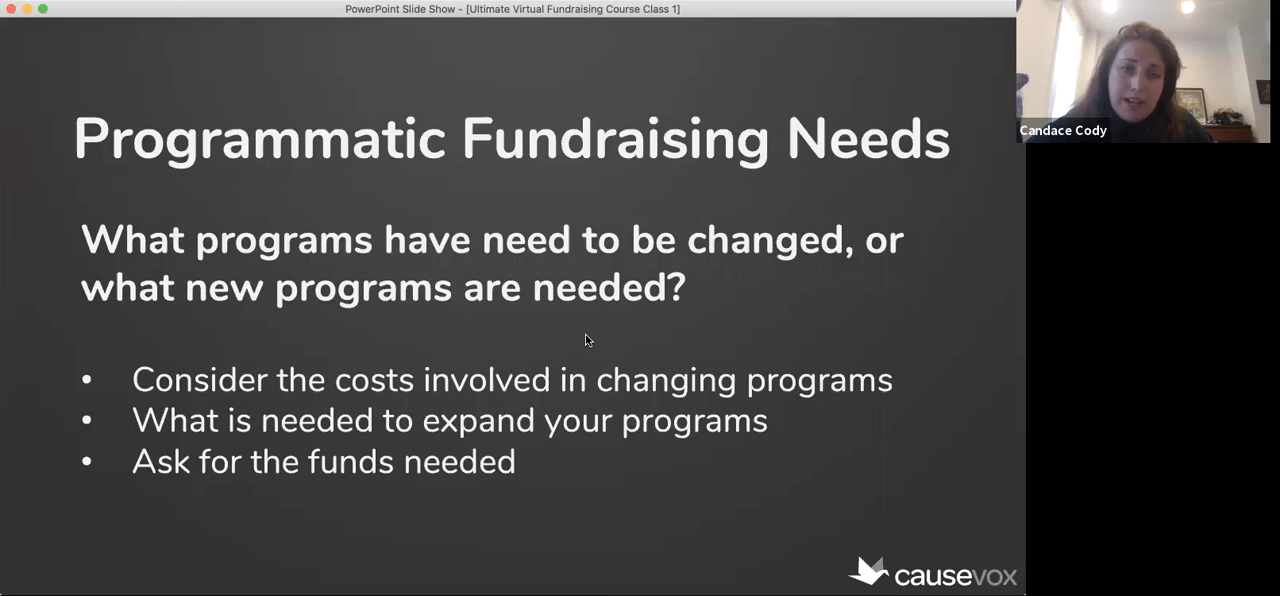 PowerPoint Slide Show - [Ultimate Virtual Fundraising Course Class 1]
Candace Cody
Programmatic Fundraising Needs
What programs have need to be changed, or
what new programs are needed?
• Consider the costs involved in changing programs
• What is needed to expand your programs
• Ask for the funds needed
causevox